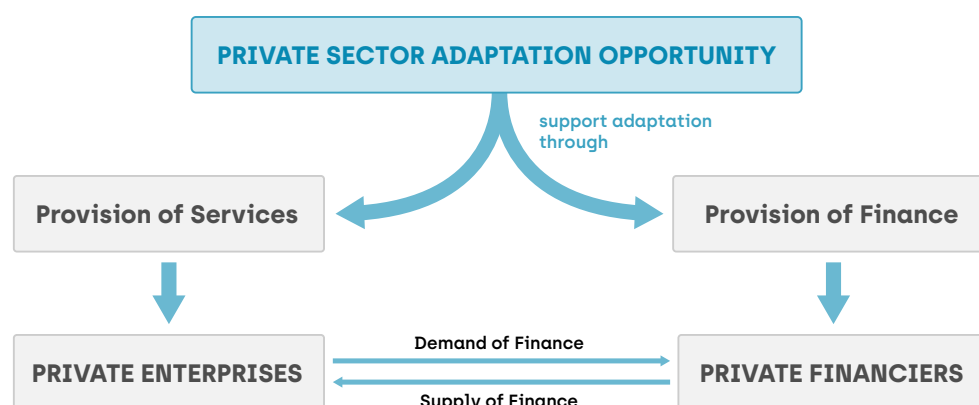 PRIVATE SECTOR ADAPTATION OPPORTUNITY
support adaptation
through
Provision of Services
Provision of Finance
Demand of Finance
PRIVATE ENTERPRISES
PRIVATE FINANCIERS
Supply of Finance